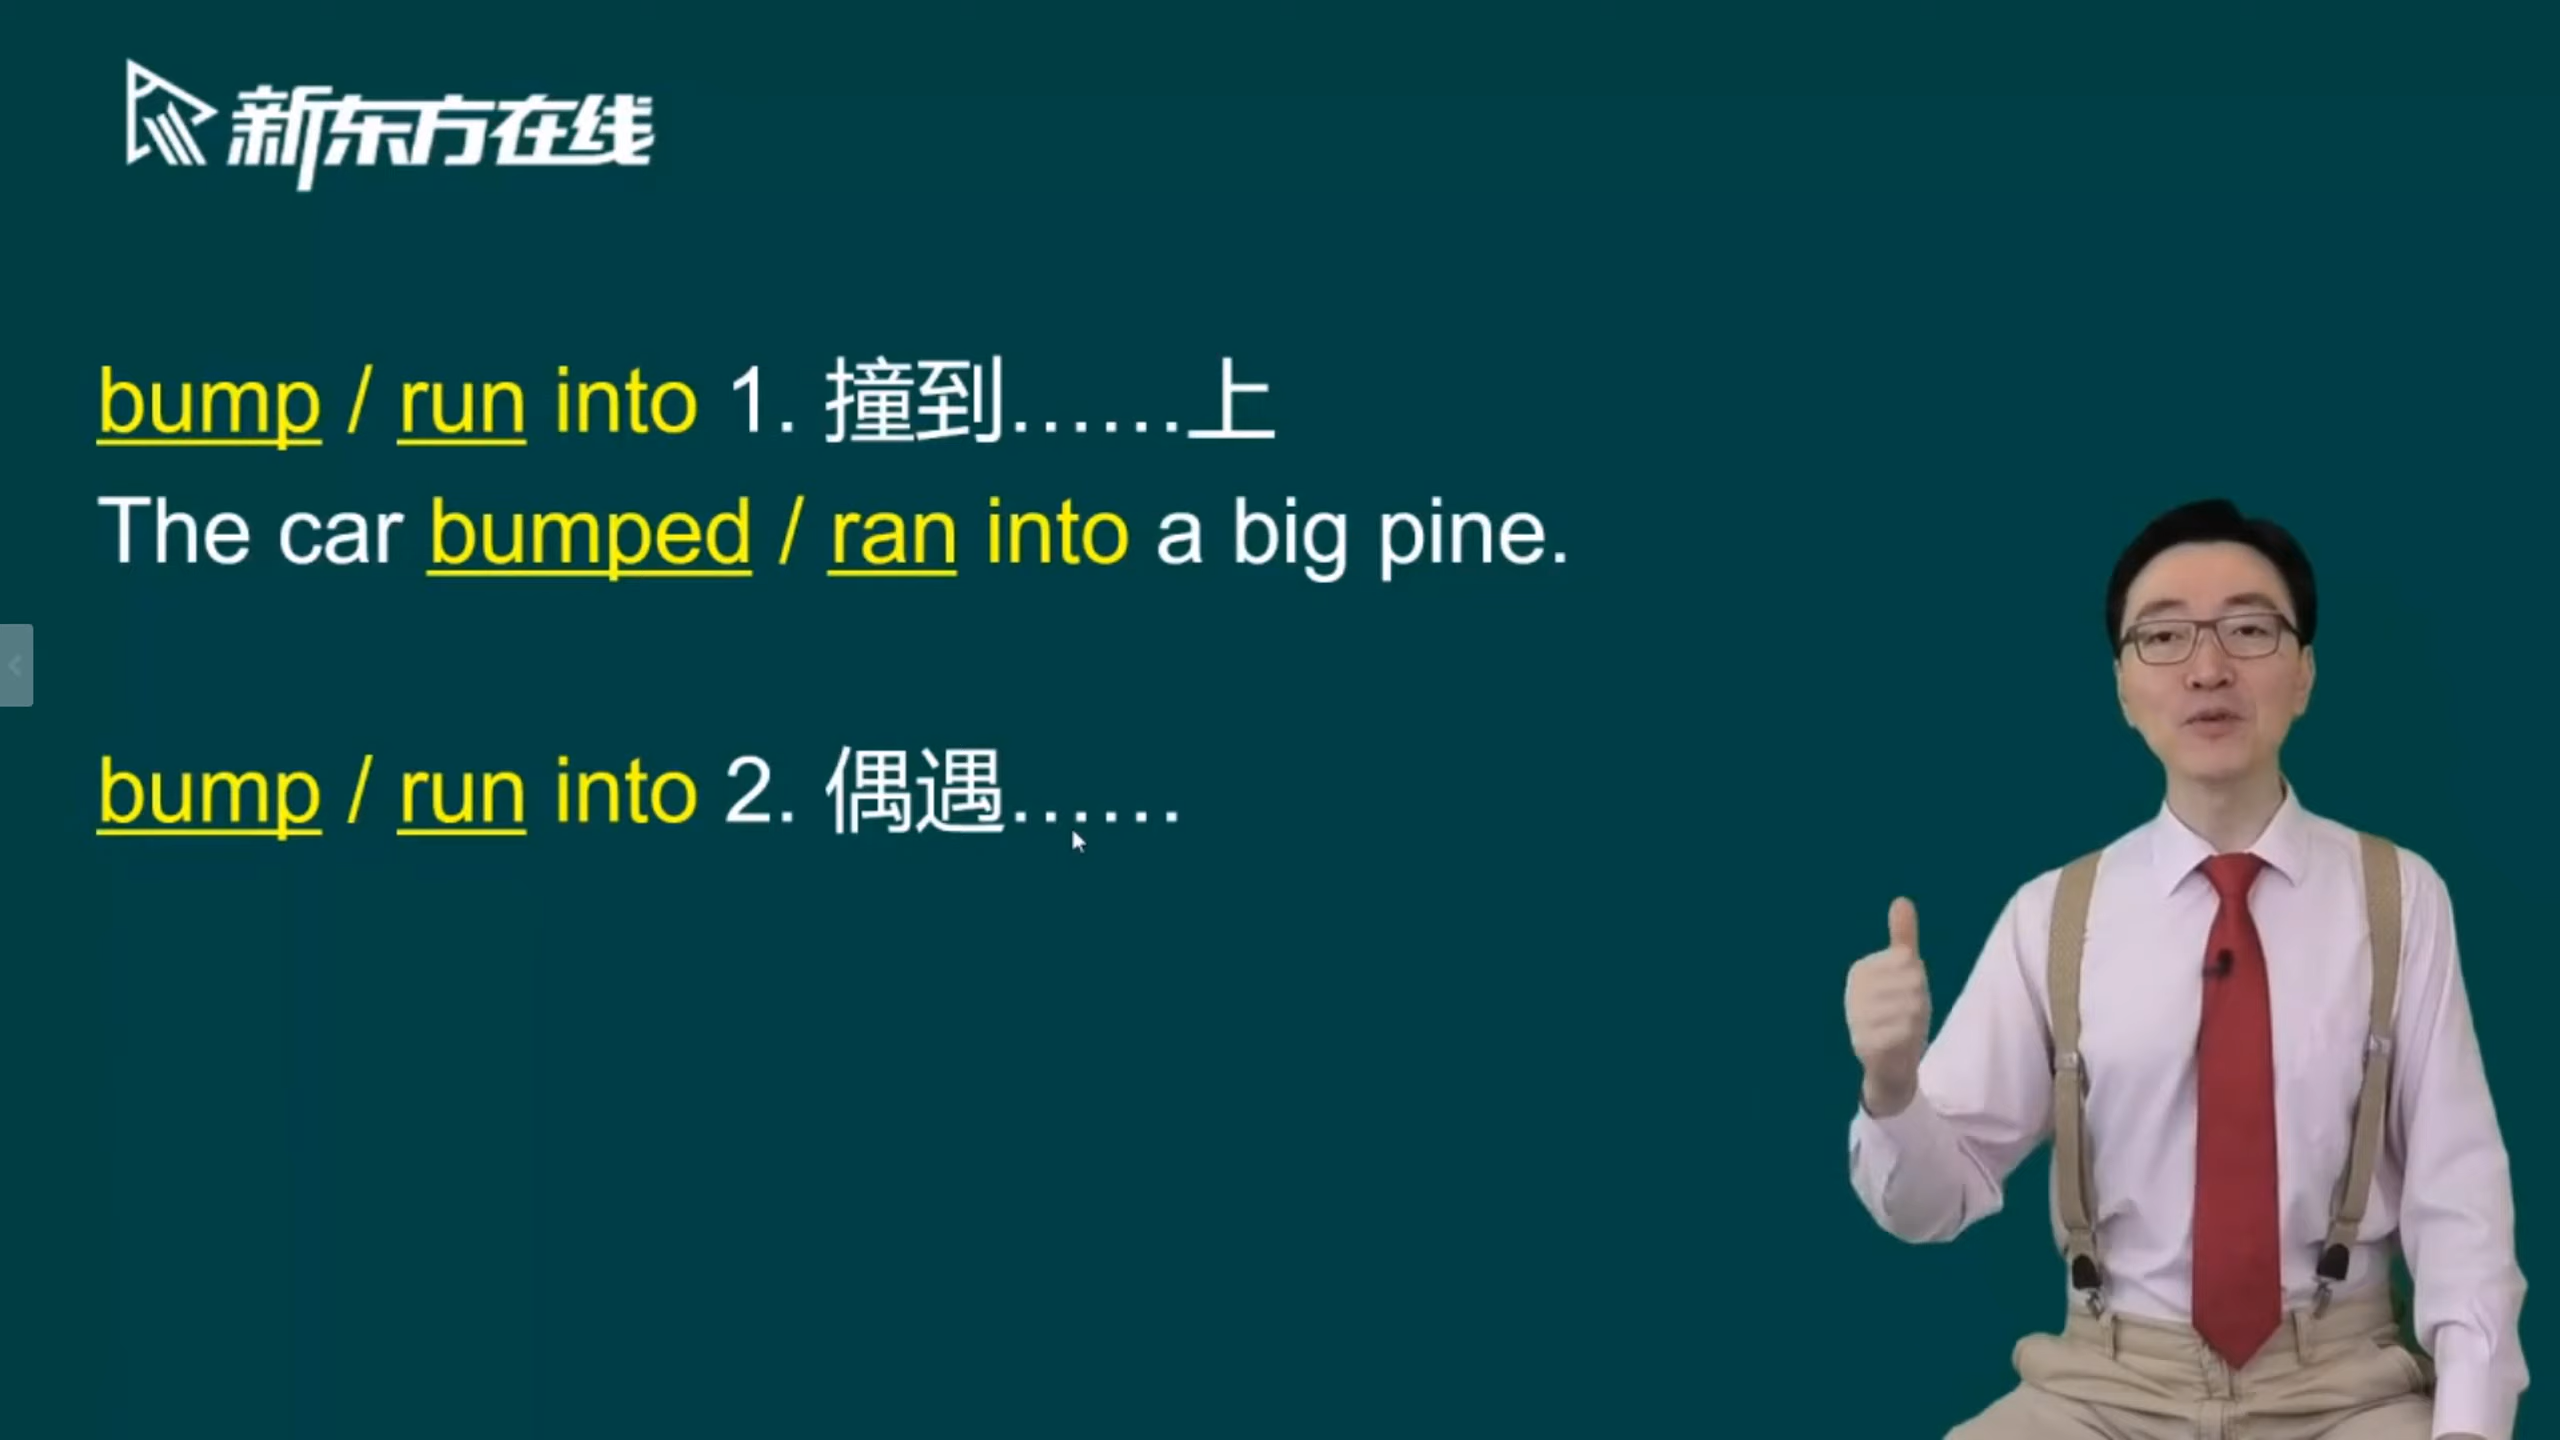 新东方在线
bump / run into 1. 撞到……上
The car bumped / ran into a big pine.
bump / run into 2. 偶遇……